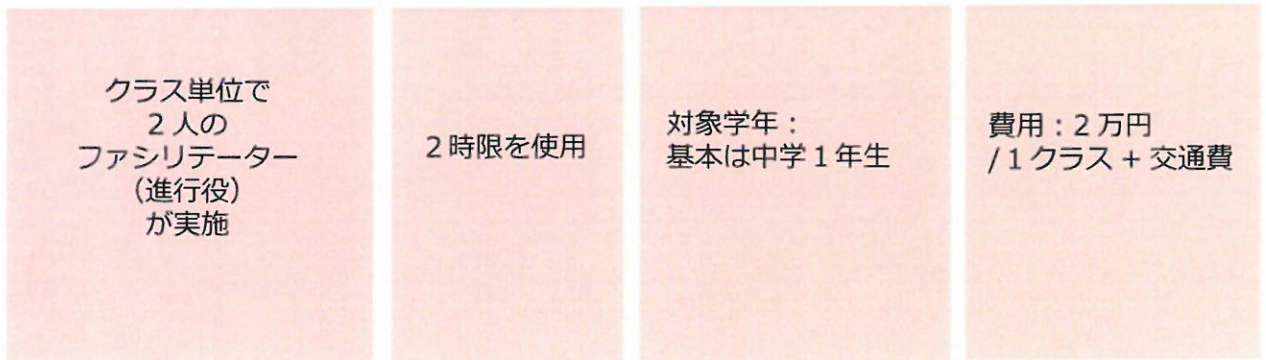 クラス単位で
2人の
ファシリテーター
(進行役)
が実施
2時限を使用
対象学年：
基本は中学1年生
費用：2万円
/1クラス+交通費